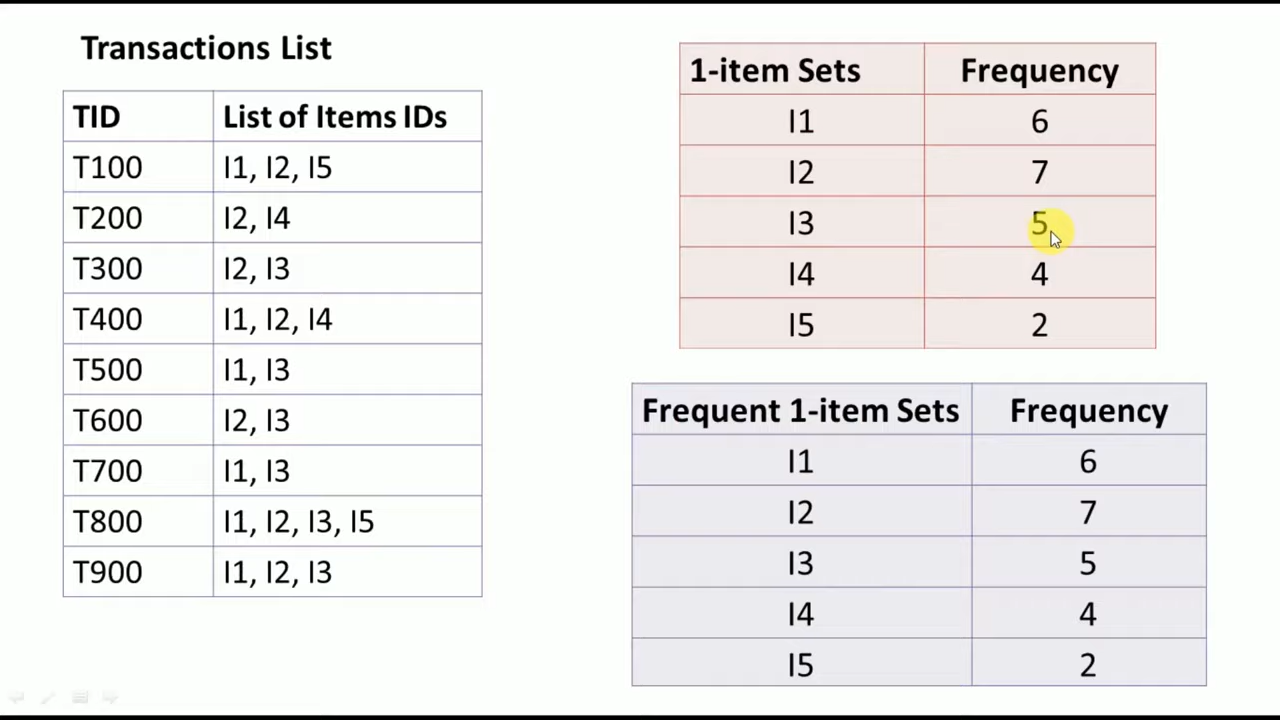 Transactions List
TID List of Items IDs
T100 I1, I2, I5
T200 I2, I4
T300 I2, I3
T400 I1, I2, I4
T500 I1, I3
T600 I2, I3
T700 I1, I3
T800 I1, I2, I3, I5
T900 I1, I2, I3
1-item Sets Frequency
I1 6
I2 7
I3 5
I4 4
I5 2
Frequent 1-item Sets Frequency
I1 6
I2 7
I3 5
I4 4
I5 2